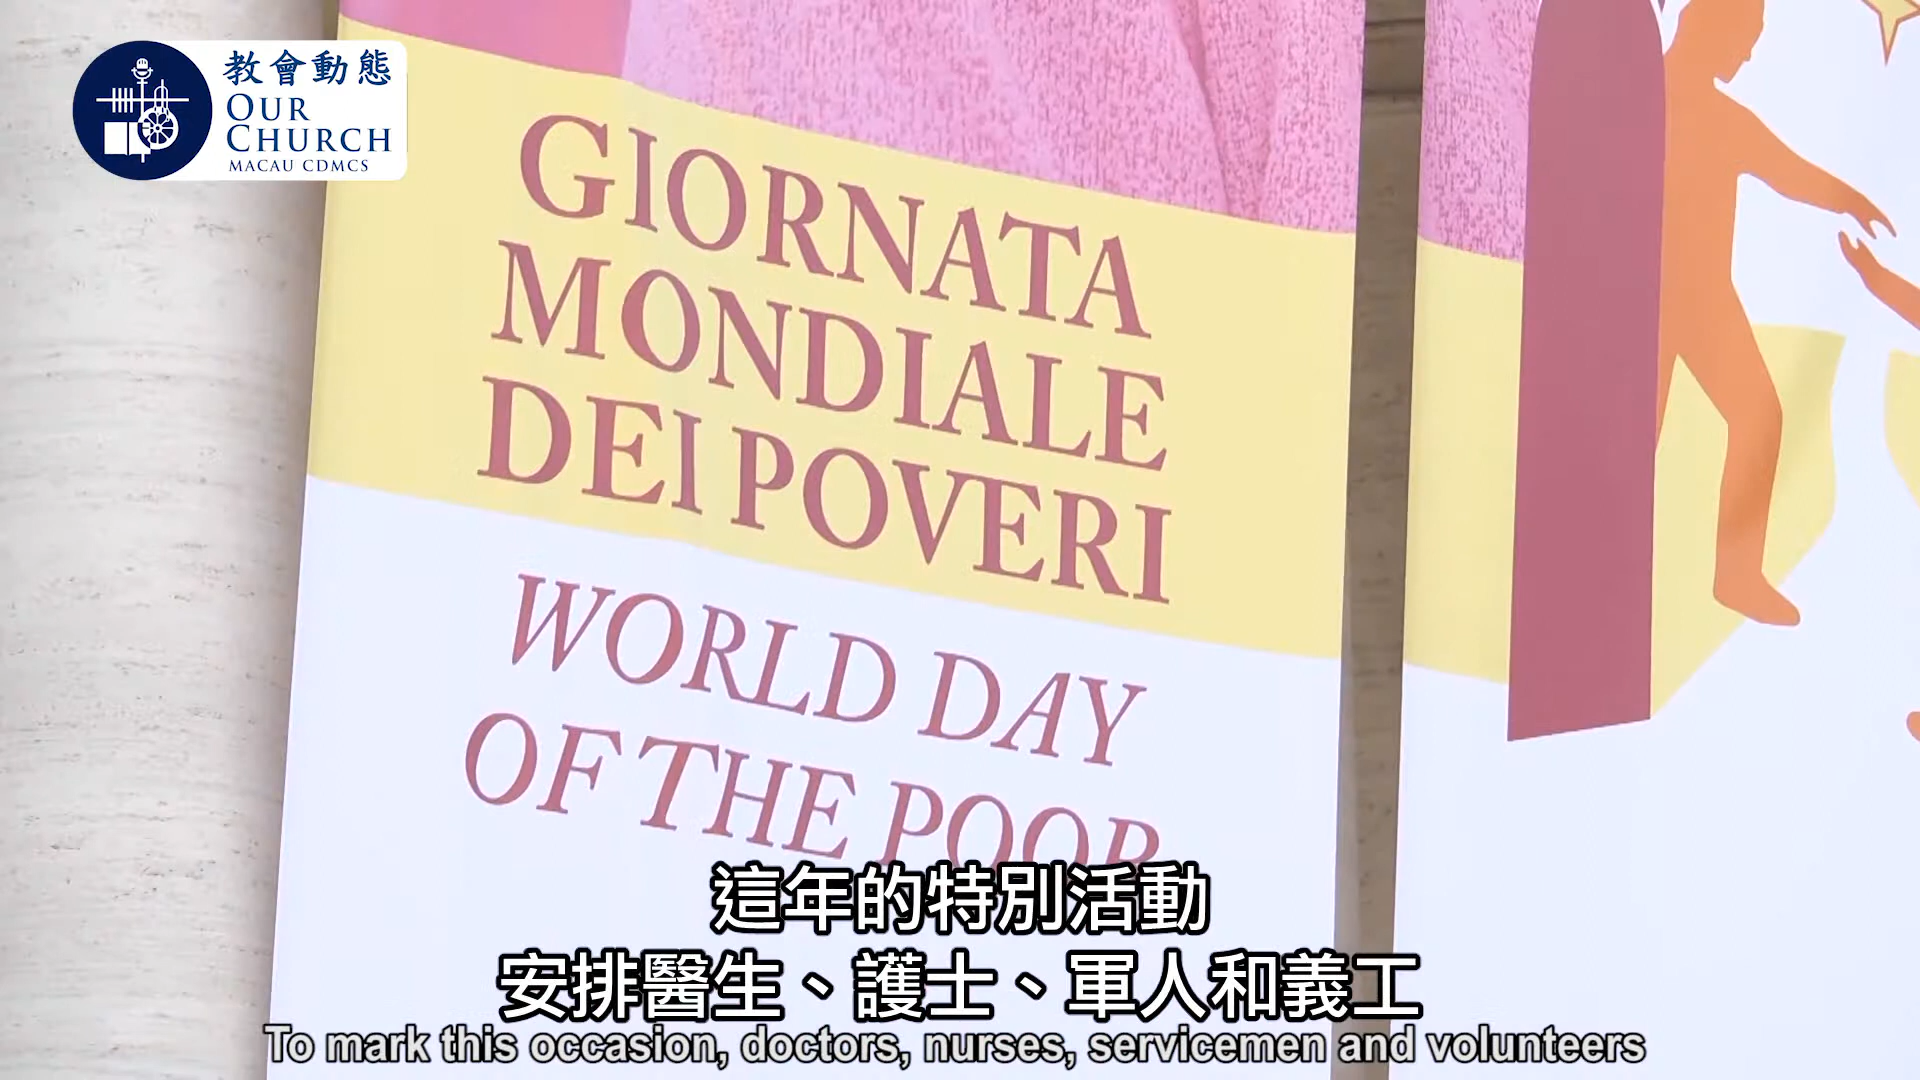 教會動態
OUR
CHURCH
MACAU CDMCS
GIORNATA
MONDIALE
DEI POVERI
WORLD DAY
OF THE POOR
這年的特別活動
安排醫生、護士、軍人和義工
To mark this occasion, doctors, nurses, servicemen and volunteers